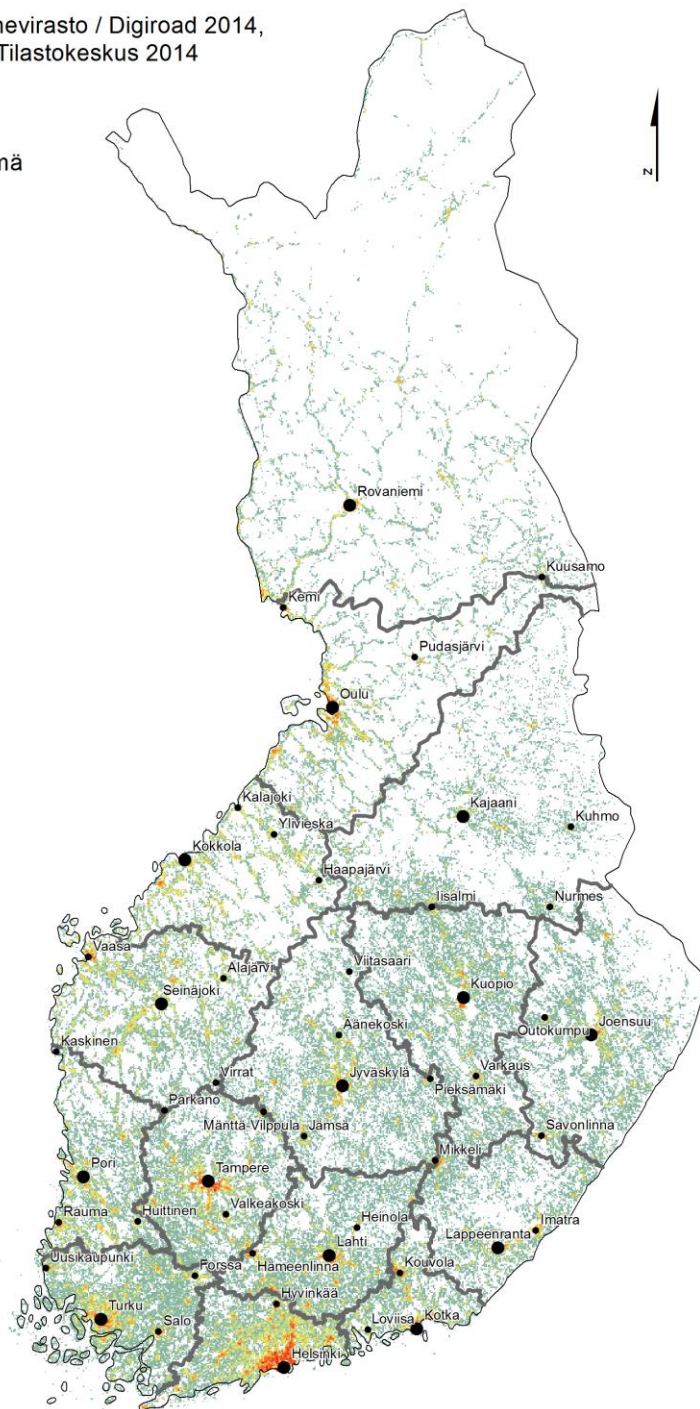 nevirasto / Digiroad 2014,
Tilastokeskus 2014
mä
N
Rovaniemi
Kuusamo
Kemi
Pudasjärvi
Oulu
Kalajoki
Kajaani
Ylivieska
Kuhmo
Kokkola
Haapajärvi
Iisalmi
Nurmes
Vaasa
Alajärvi
Viitasaari
Seinäjoki
Kuopio
Outokumpu
Joensuu
Äänekoski
Kaskinen
Virrat
Jyväskylä
Varkaus
Pieksämäki
Parkano
Mänttä-Vilppula
Jämsä
Savonlinna
Mikkeli
Pori
Tampere
Rauma
Huittinen
Valkeakoski
Heinola
Imatra
Lahti
Lappeenranta
Uusikaupunki
Forssa
Hämeenlinna
Kouvola
Hyvinkää
Turku
Salo
Loviisa
Kotka
Helsinki